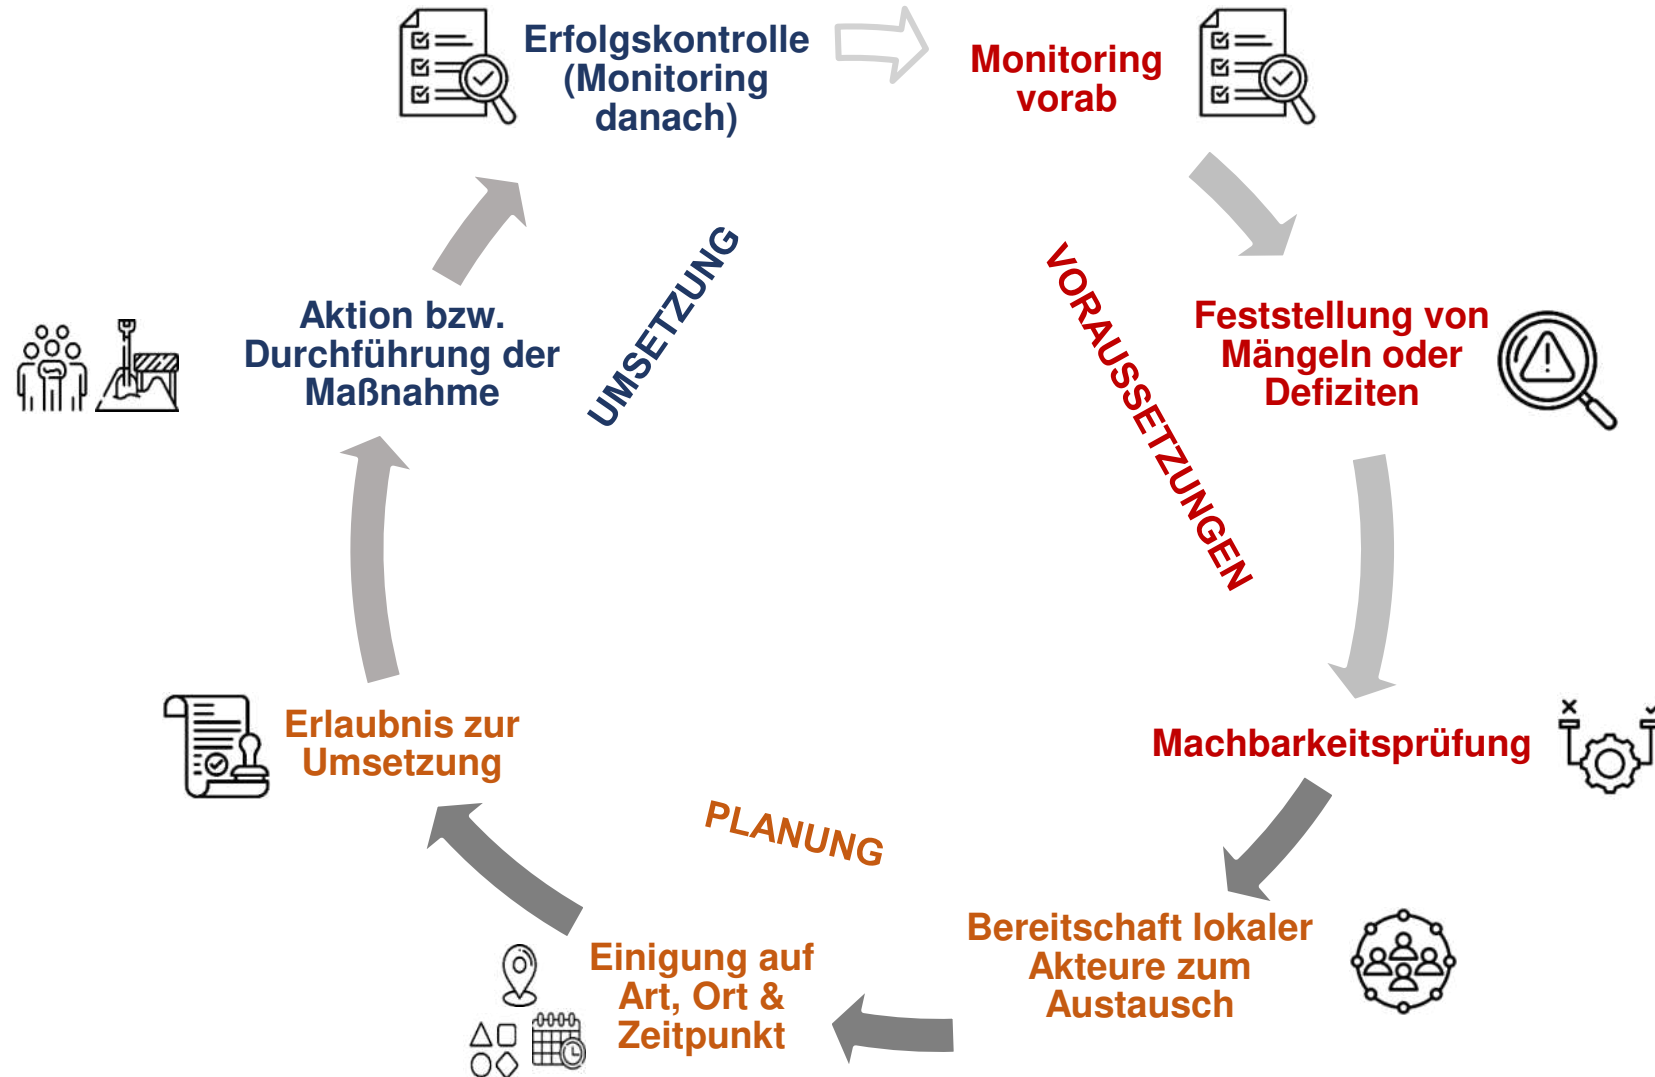 Erfolgskontrolle
(Monitoring
danach)
Monitoring
vorab
Feststellung von
Mängeln oder
Defiziten
Machbarkeitsprüfung
VORAUSSETZUNGEN
Bereitschaft lokaler
Akteure zum
Austausch
Einigung auf
Art, Ort &
Zeitpunkt
Erlaubnis zur
Umsetzung
PLANUNG
Aktion bzw.
Durchführung der
Maßnahme
UMSETZUNG